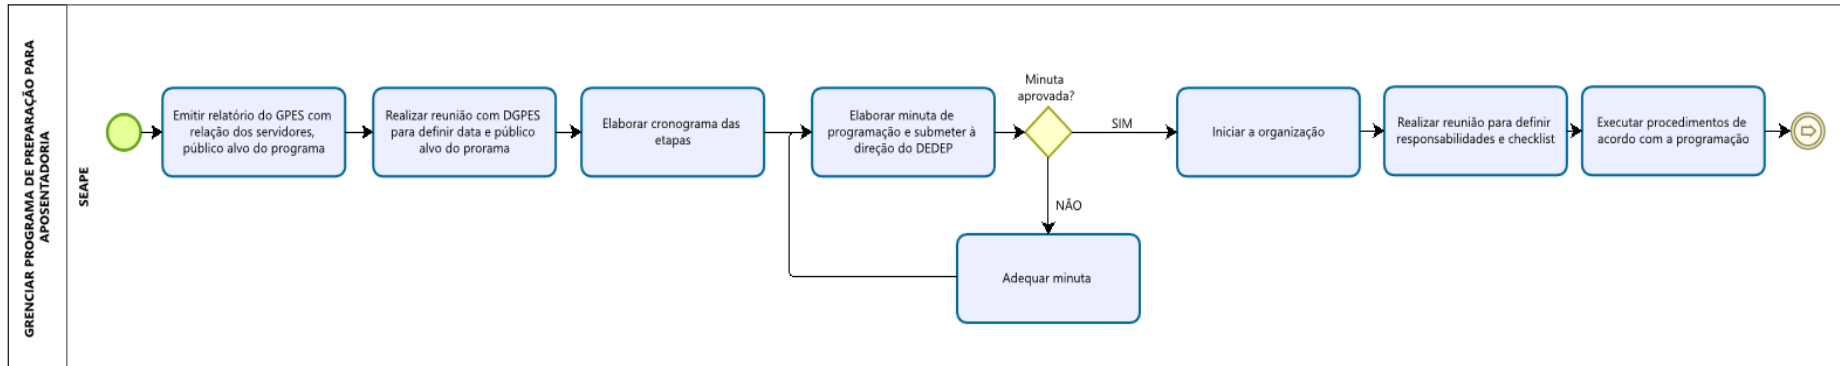 GRENCIAR PROGRAMA DE PREPARAÇÃO PARA
APOSENTADORIA
SEAPE
Emitir relatório do GPES com
relação dos servidores,
público alvo do programa
Realizar reunião com DGPES
para definir data e público
alvo do prorama
Elaborar cronograma das
etapas
Elaborar minuta de
programação e submeter à
direção do DEDEP
Minuta
aprovada?
SIM
NÃO
Adequar minuta
Iniciar a organização
Realizar reunião para definir
responsabilidades e checklist
Executar procedimentos de
acordo com a programação